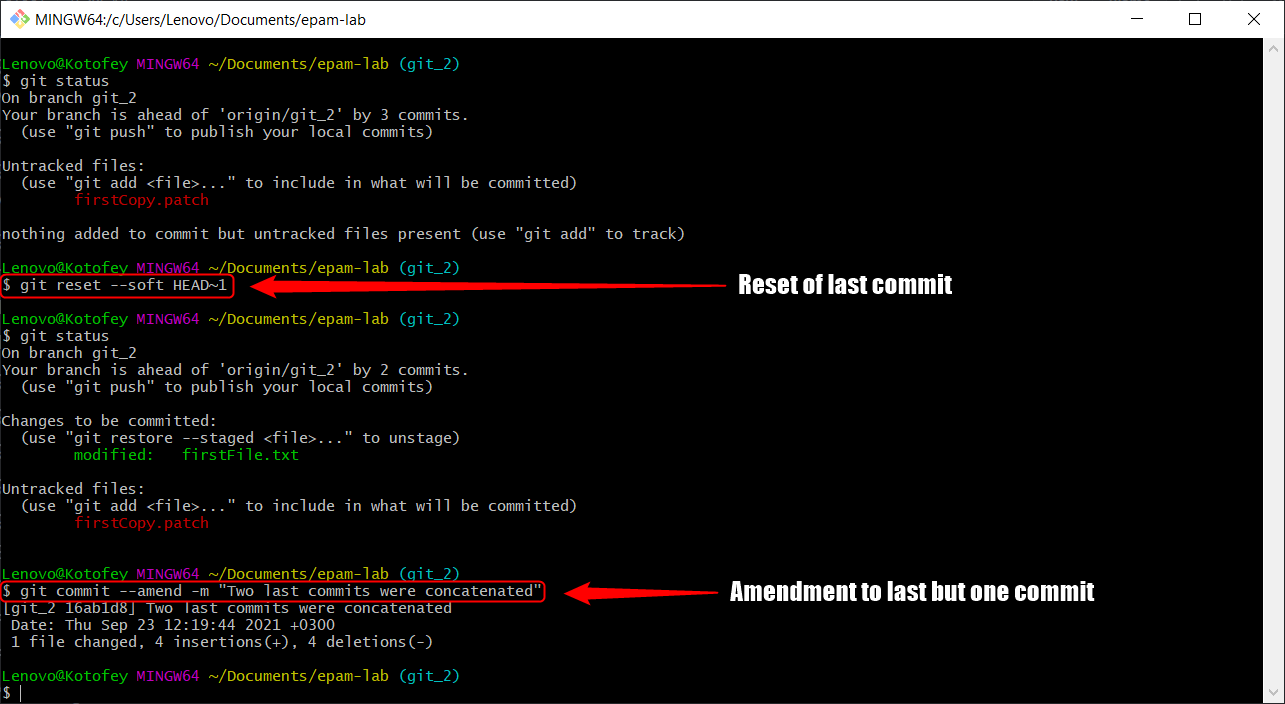 MINGW64:/c/Users/Lenovo/Documents/epam-lab
Lenovo@Kotofey MINGW64 ~/Documents/epam-lab (git_2)
$ git status
On branch git_2
Your branch is ahead of 'origin/git_2' by 3 commits.
  (use "git push" to publish your local commits)
Untracked files:
  (use "git add <file>..." to include in what will be committed)
        firstCopy.patch
nothing added to commit but untracked files present (use "git add" to track)
Lenovo@Kotofey MINGW64 ~/Documents/epam-lab (git_2)
$ git reset --soft HEAD~1
Reset of last commit
Lenovo@Kotofey MINGW64 ~/Documents/epam-lab (git_2)
$ git status
On branch git_2
Your branch is ahead of 'origin/git_2' by 2 commits.
  (use "git push" to publish your local commits)
Changes to be committed:
  (use "git restore --staged <file>..." to unstage)
        modified:   firstFile.txt
Untracked files:
  (use "git add <file>..." to include in what will be committed)
        firstCopy.patch
Lenovo@Kotofey MINGW64 ~/Documents/epam-lab (git_2)
$ git commit --amend -m "Two last commits were concatenated"
Amendment to last but one commit
[git_2 16ab1d8] Two last commits were concatenated
 Date: Thu Sep 23 12:19:44 2021 +0300
 1 file changed, 4 insertions(+), 4 deletions(-)
Lenovo@Kotofey MINGW64 ~/Documents/epam-lab (git_2)
$